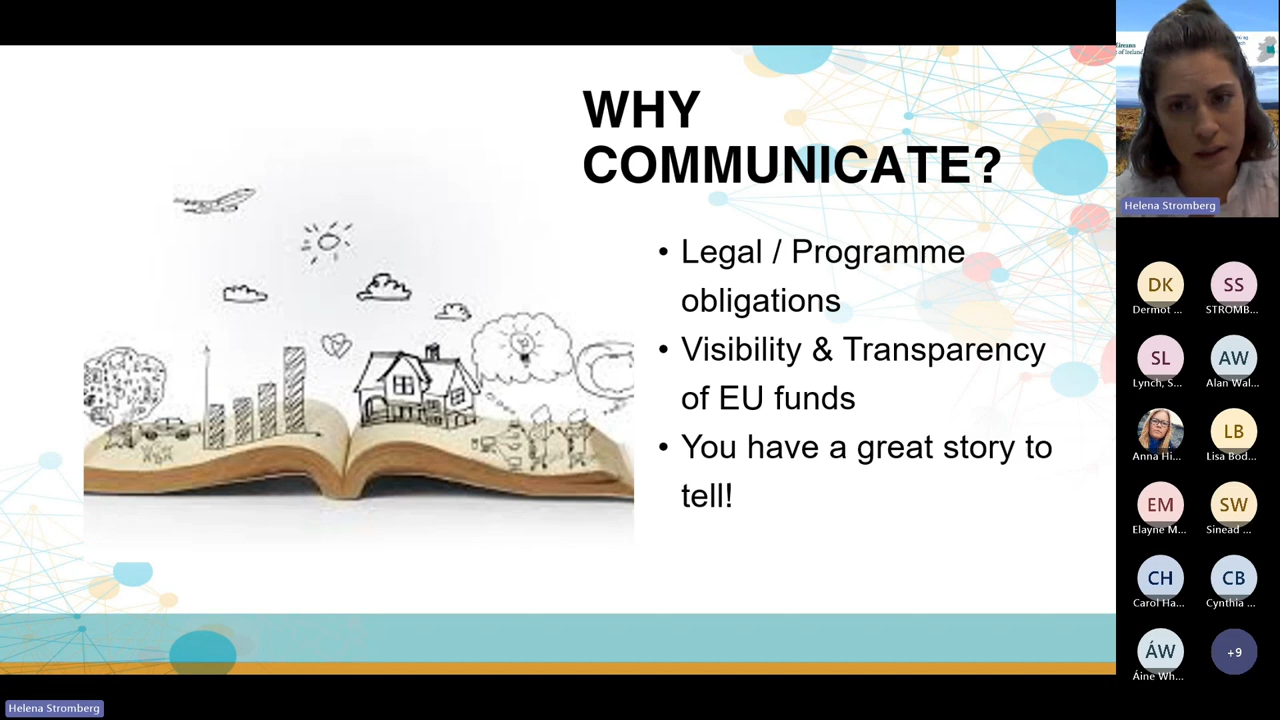 WHY
COMMUNICATE?
• Legal / Programme
obligations
• Visibility & Transparency
of EU funds
• You have a great story to
tell!
Helena Stromberg
DK
SS
Dermot ...
STROMB...
SL
AW
Lynch, S...
Alan Wal...
LB
Anna Hi...
Lisa Bod...
EM
SW
Elayne M...
Sinead ...
CH
CB
Carol Ha...
Cynthia ...
ÁW
+9
Áine Wh...
Helena Stromberg